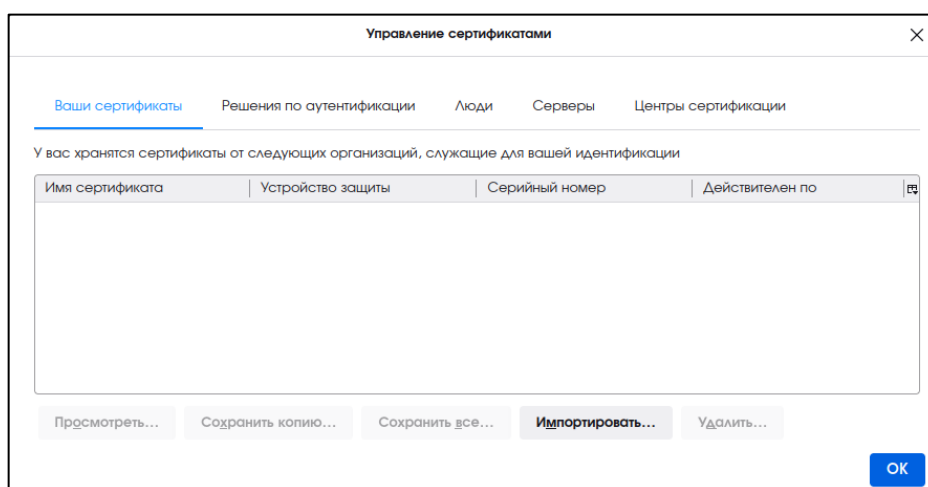 Управление сертификатами
Ваши сертификаты Решения по аутентификации Люди Серверы Центры сертификации
У вас хранятся сертификаты от следующих организаций, служащие для вашей идентификации
Имя сертификата Устройство защиты Серийный номер Действителен по
Просмотреть... Сохранить копию... Сохранить все... Импортировать... Удалить...
ОК